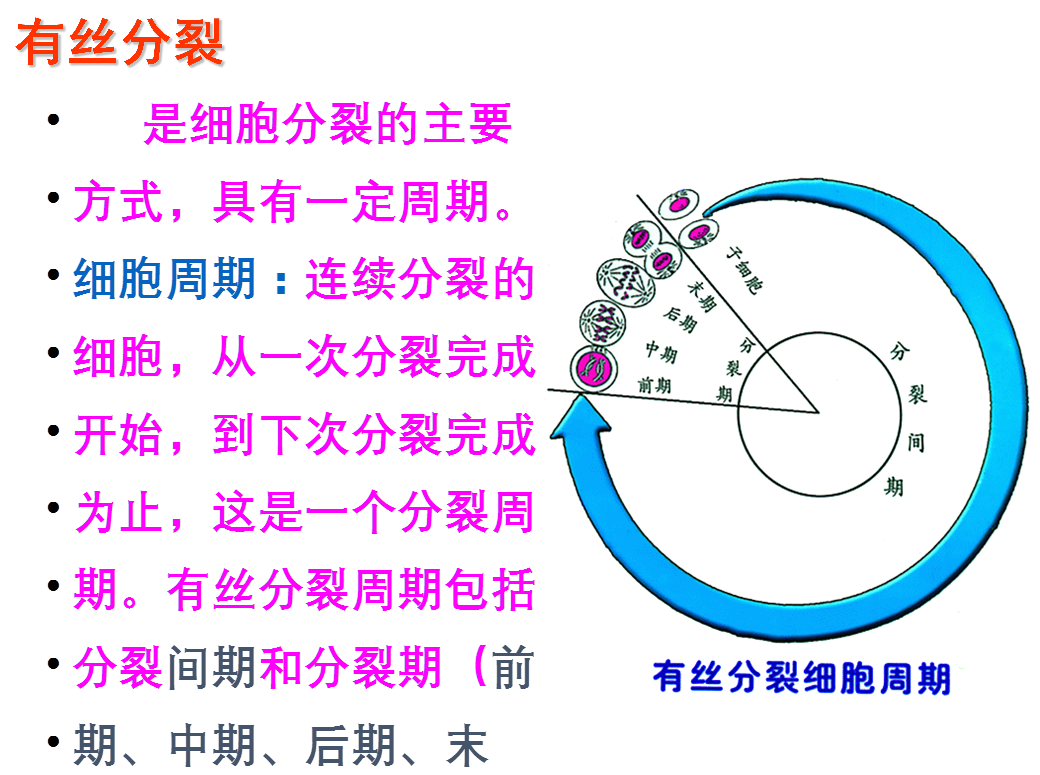 有丝分裂
• 是细胞分裂的主要
• 方式，具有一定周期。
• 细胞周期：连续分裂的
• 细胞，从一次分裂完成
• 开始，到下次分裂完成
• 为止，这是一个分裂周
• 期。有丝分裂周期包括
• 分裂间期和分裂期（前
• 期、中期、后期、末
子细胞
末期
后期
中期
前期
分裂期
分裂间期
有丝分裂细胞周期